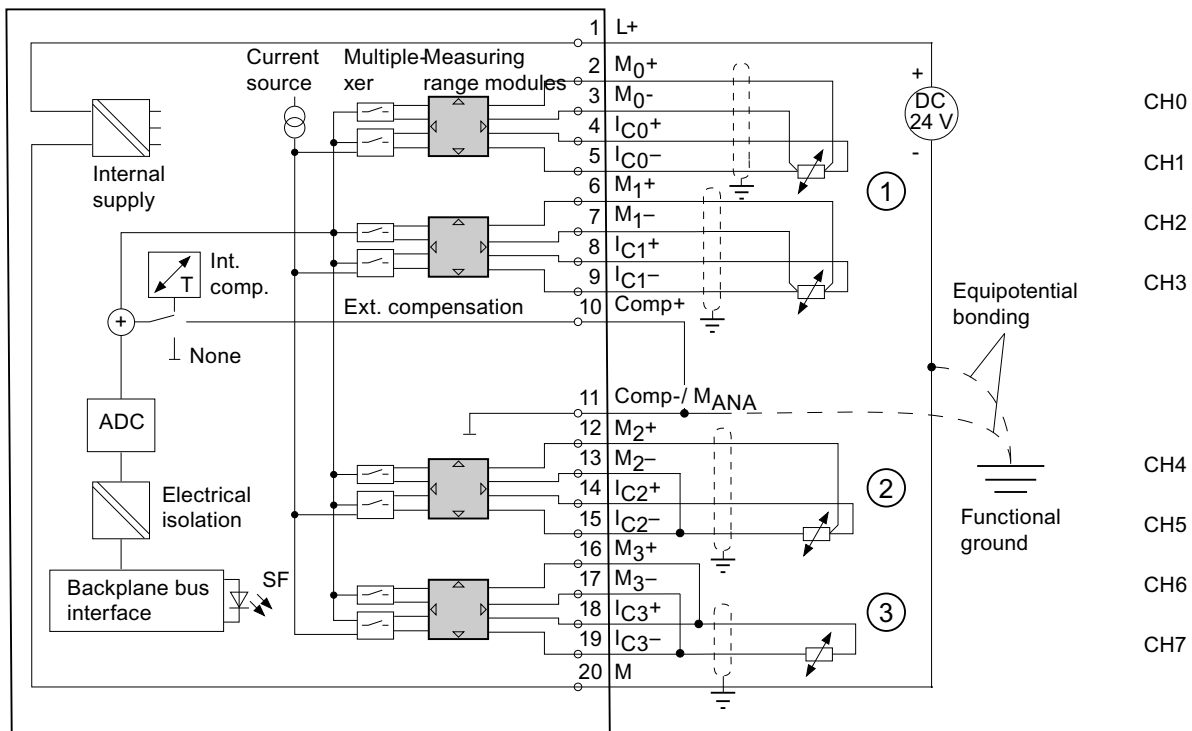 1 L+
Current source
Multiple-xer
Measuring range modules
2 M0+
3 M0-
4 IC0+
5 IC0−
6 M1+
7 M1−
8 IC1+
9 IC1−
10 Comp+
+
DC 24 V
-
CH0
CH1
CH2
CH3
1
Internal supply
T
Int. comp.
Ext. compensation
+
None
Equipotential bonding
11 Comp-/ MANA
12 M2+
13 M2−
14 IC2+
15 IC2−
16 M3+
17 M3−
18 IC3+
19 IC3−
20 M
ADC
Electrical isolation
Backplane bus interface
SF
2
3
Functional ground
CH4
CH5
CH6
CH7